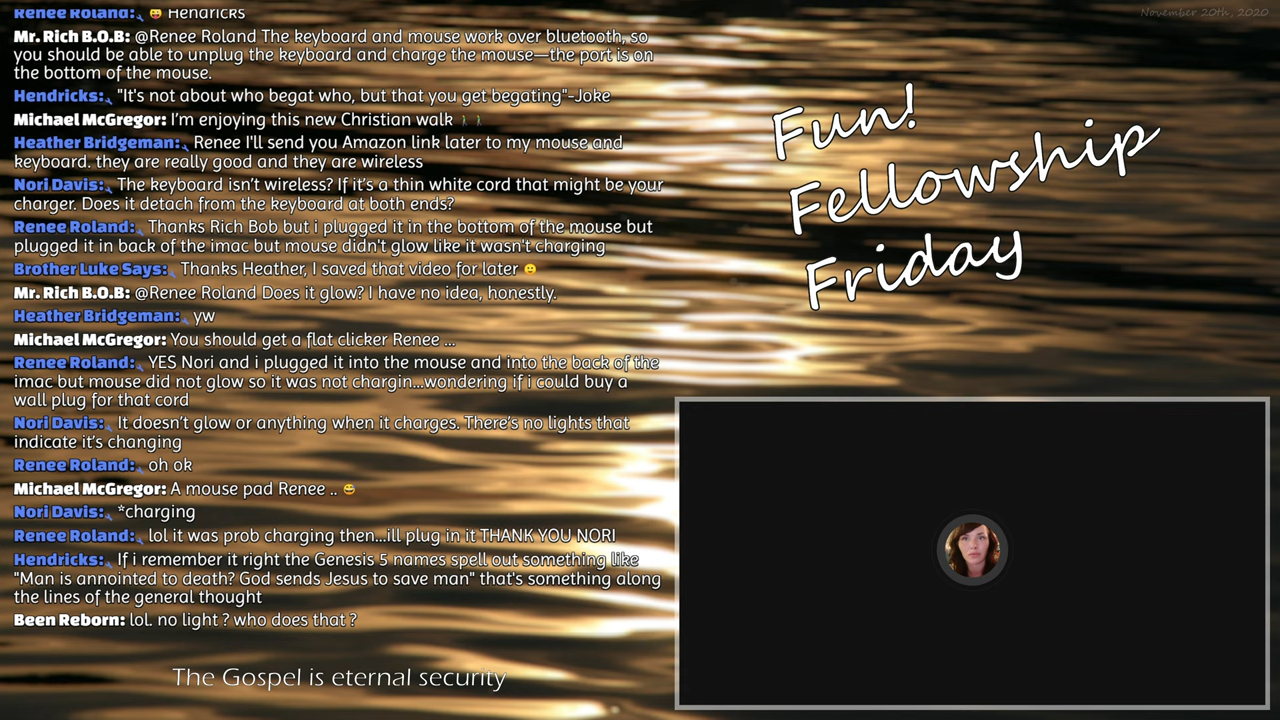 Renee Roland: Hendricks
Mr. Rich B.O.B: @Renee Roland The keyboard and mouse work over bluetooth, so
you should be able to unplug the keyboard and charge the mouse—the port is on
the bottom of the mouse.
Hendricks: "It's not about who begat who, but that you get begating"-Joke
Michael McGregor: I'm enjoying this new Christian walk
Heather Bridgeman: Renee I'll send you Amazon link later to my mouse and
keyboard. they are really good and they are wireless
Nori Davis: The keyboard isn't wireless? If it's a thin white cord that might be your
charger. Does it detach from the keyboard at both ends?
Renee Roland: Thanks Rich Bob but i plugged it in the bottom of the mouse but
plugged it in back of the imac but mouse didn't glow like it wasn't charging
Brother Luke Says: Thanks Heather, I saved that video for later
Mr. Rich B.O.B: @Renee Roland Does it glow? I have no idea, honestly.
Heather Bridgeman: yw
Michael McGregor: You should get a flat clicker Renee ...
Renee Roland: YES Nori and i plugged it into the mouse and into the back of the
imac but mouse did not glow so it was not chargin...wondering if i could buy a
wall plug for that cord
Nori Davis: It doesn't glow or anything when it charges. There's no lights that
indicate it's changing
Renee Roland: oh ok
Michael McGregor: A mouse pad Renee ..
Nori Davis: *charging
Renee Roland: lol it was prob charging then...ill plug in it THANK YOU NORI
Hendricks: If i remember it right the Genesis 5 names spell out something like
"Man is annointed to death? God sends Jesus to save man" that's something along
the lines of the general thought
Been Reborn: lol. no light ? who does that ?
The Gospel is eternal security
November 20th, 2020
Fun!
Fellowship
Friday